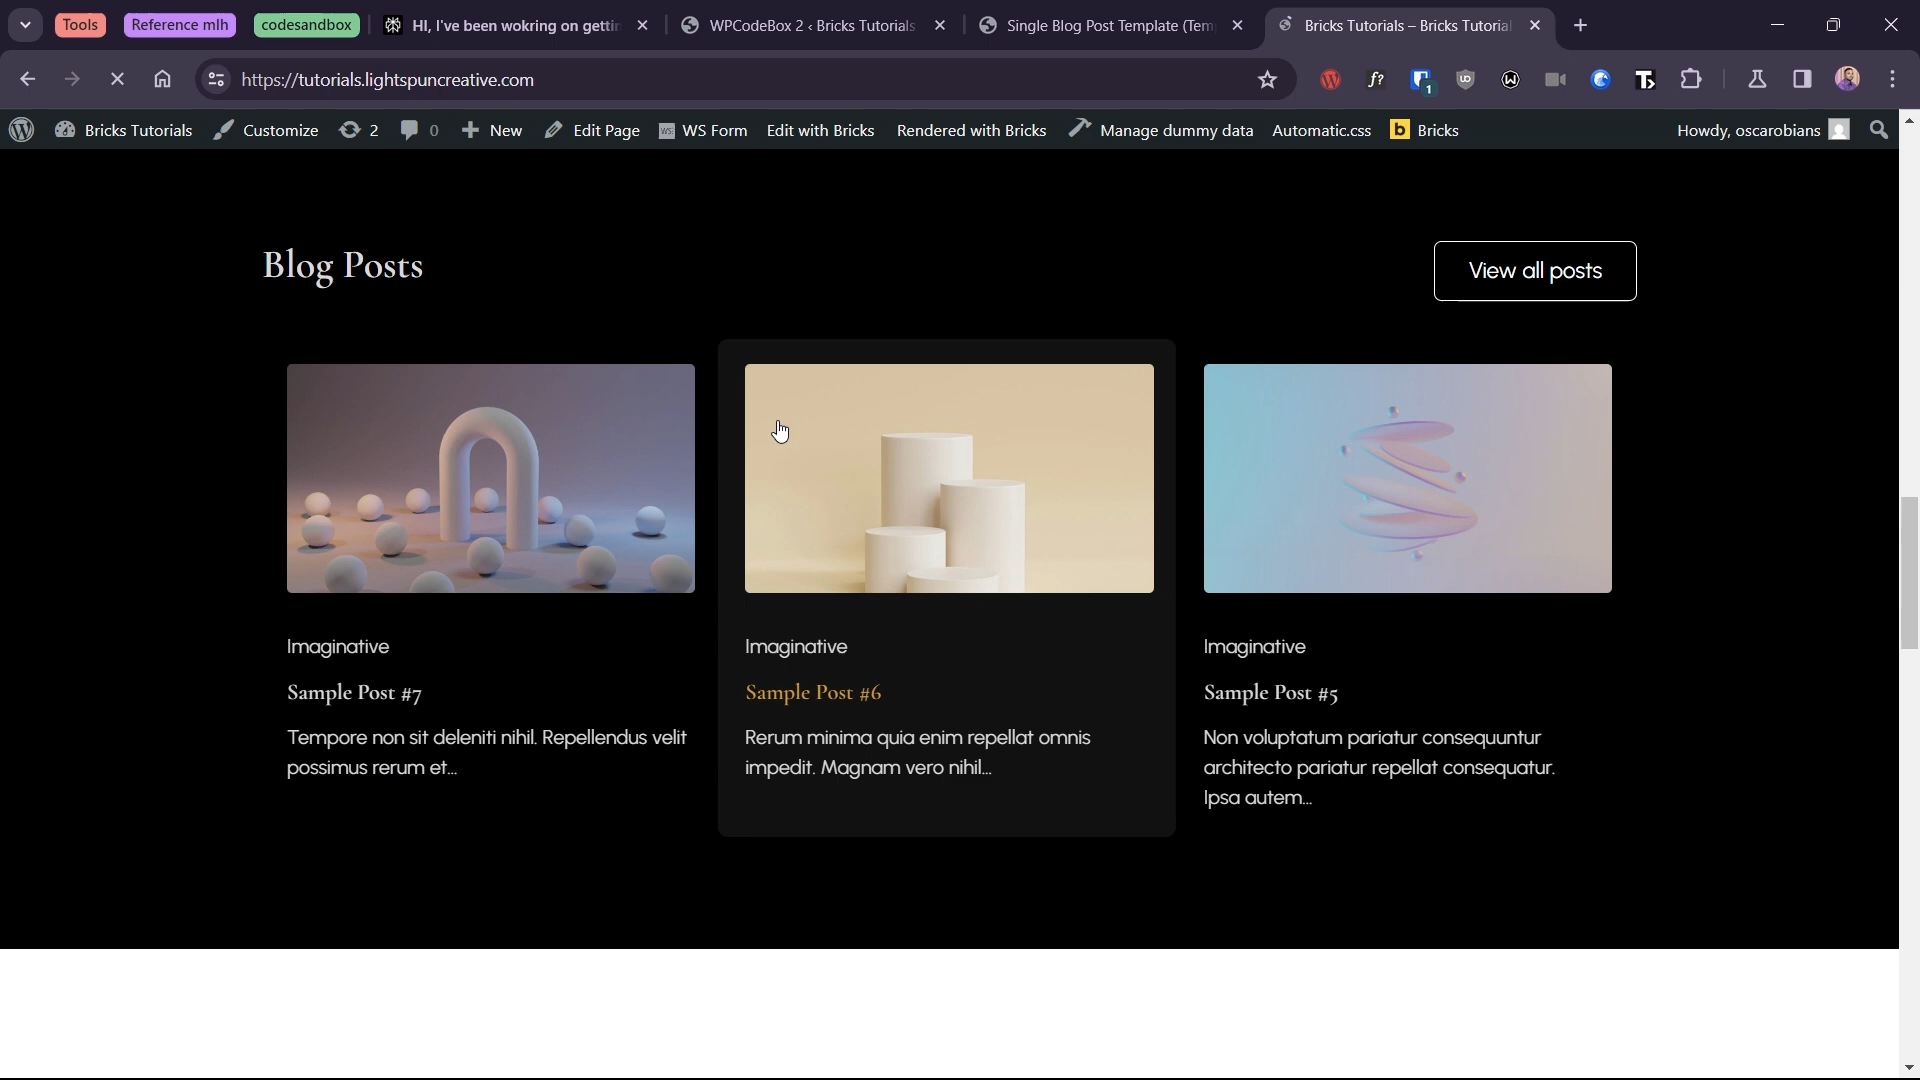 Tools
Reference mlh
codesandbox
HI, I've been wokring on gettin
WPCodeBox 2 ‹ Bricks Tutorials
Single Blog Post Template (Tem
Bricks Tutorials – Bricks Tutorial
https://tutorials.lightspuncreative.com
f?
1
Bricks Tutorials
Customize
2
0
New
Edit Page
WS Form
Edit with Bricks
Rendered with Bricks
Manage dummy data
Automatic.css
b Bricks
Howdy, oscarobians
Blog Posts
View all posts
Imaginative
Sample Post #7
Tempore non sit deleniti nihil. Repellendus velit
possimus rerum et...
Imaginative
Sample Post #6
Rerum minima quia enim repellat omnis
impedit. Magnam vero nihil...
Imaginative
Sample Post #5
Non voluptatum pariatur consequuntur
architecto pariatur repellat consequatur.
Ipsa autem...